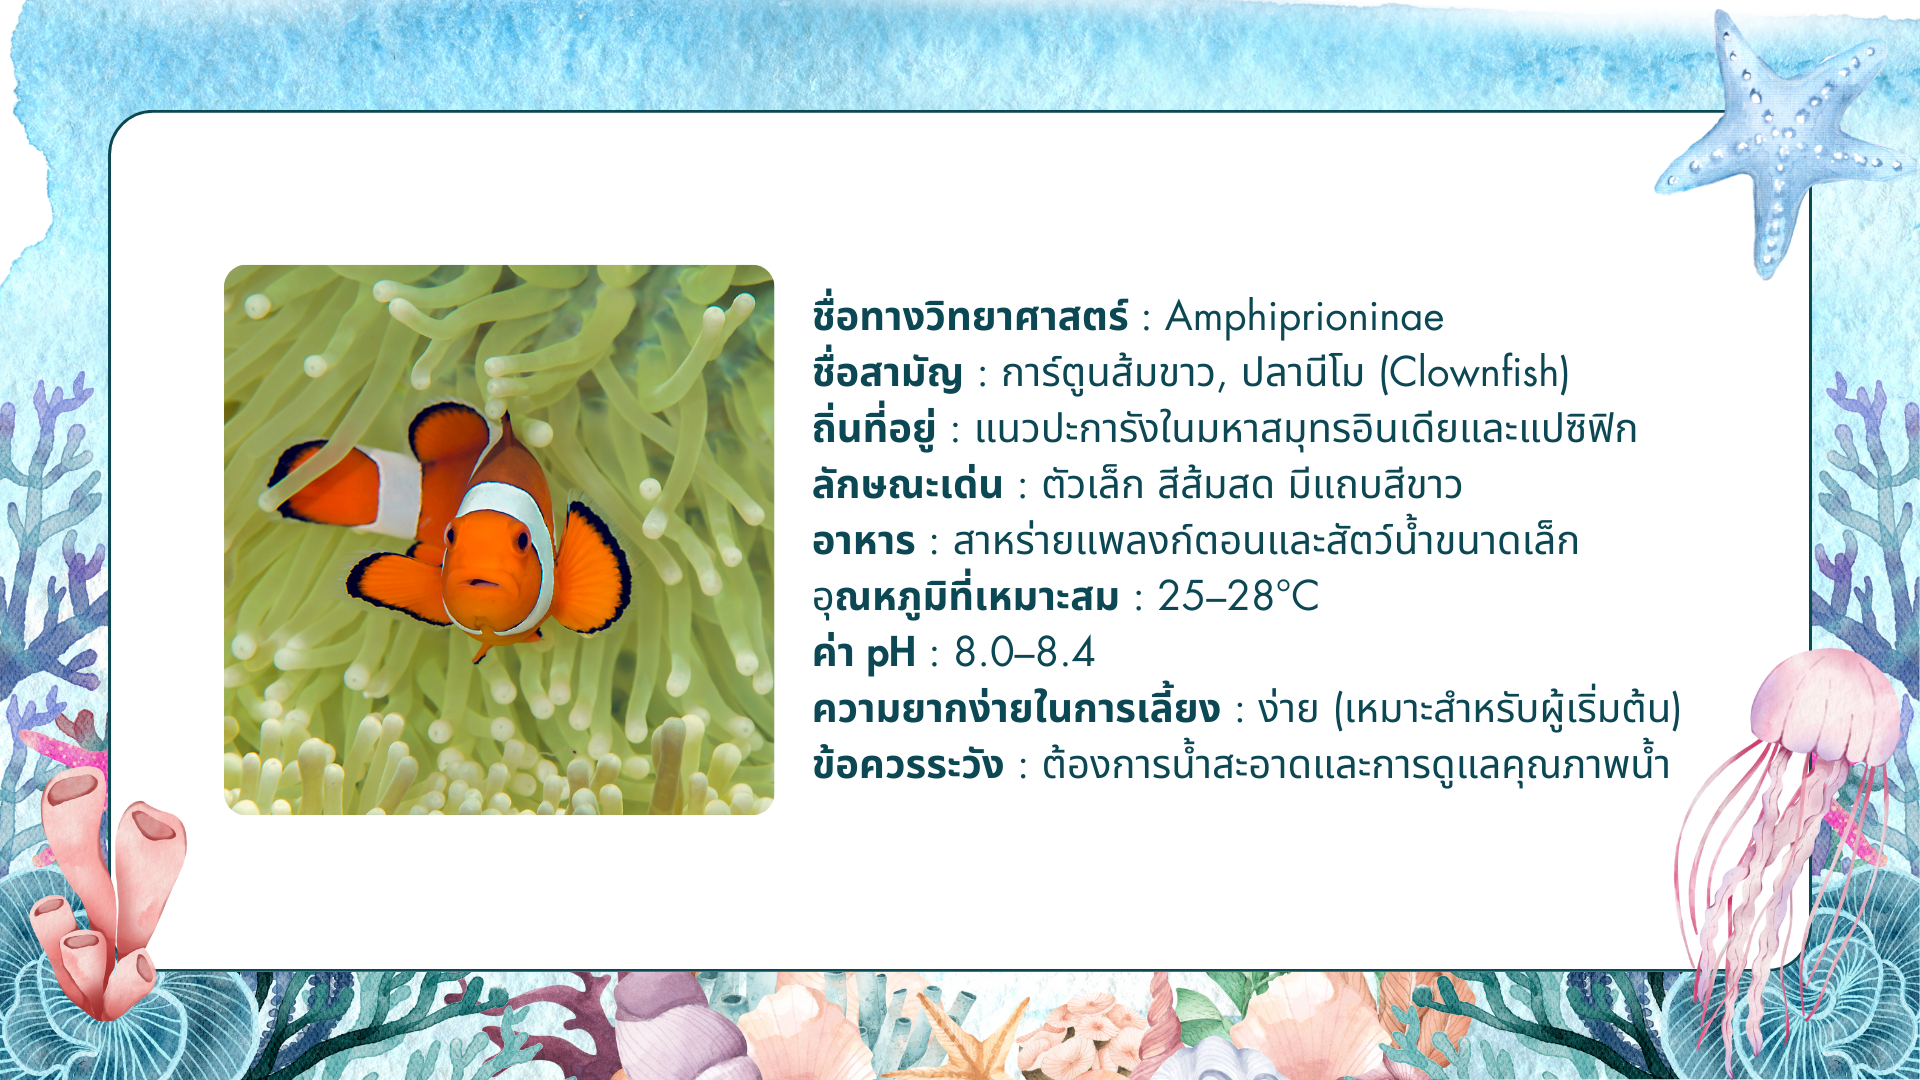 ชื่อทางวิทยาศาสตร์ : Amphiprioninae
ชื่อสามัญ : การ์ตูนส้มขาว, ปลานีโม (Clownfish)
ถิ่นที่อยู่ : แนวปะการังในมหาสมุทรอินเดียและแปซิฟิก
ลักษณะเด่น : ตัวเล็ก สีส้มสด มีแถบสีขาว
อาหาร : สาหร่ายแพลงก์ตอนและสัตว์น้ำขนาดเล็ก
อุณหภูมิที่เหมาะสม : 25–28°C
ค่า pH : 8.0–8.4
ความยากง่ายในการเลี้ยง : ง่าย (เหมาะสำหรับผู้เริ่มต้น)
ข้อควรระวัง : ต้องการน้ำสะอาดและการดูแลคุณภาพน้ำ